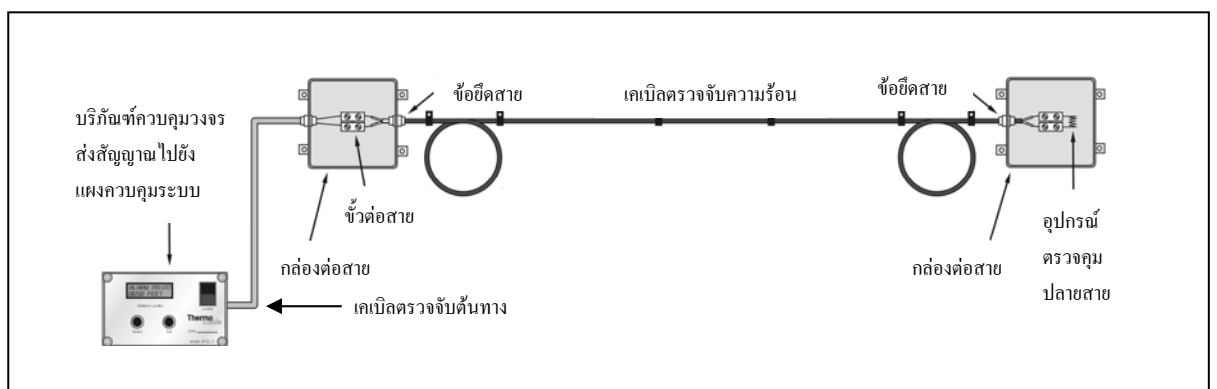 บริภัณฑ์ควบคุมวงจร
ส่งสัญญาณไปยัง
แผงควบคุมระบบ
ข้อยึดสาย
เคเบิลตรวจจับความร้อน
ข้อยึดสาย
ขั้วต่อสาย
กล่องต่อสาย
กล่องต่อสาย
อุปกรณ์
ตรวจคุม
ปลายสาย
เคเบิลตรวจจับต้นทาง
ALARM POINT
Thermo
Cable